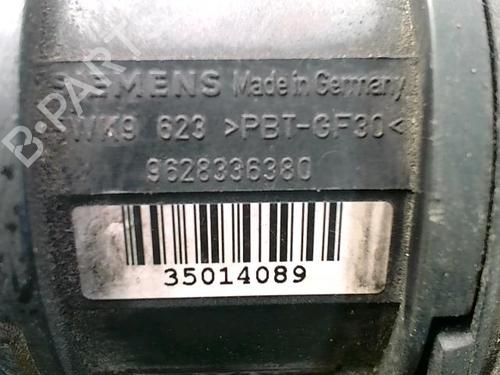 SIEMENS Made in Germany
5WK9 623 >PBT-GF30<
9628336380
35014089
B-PARTS